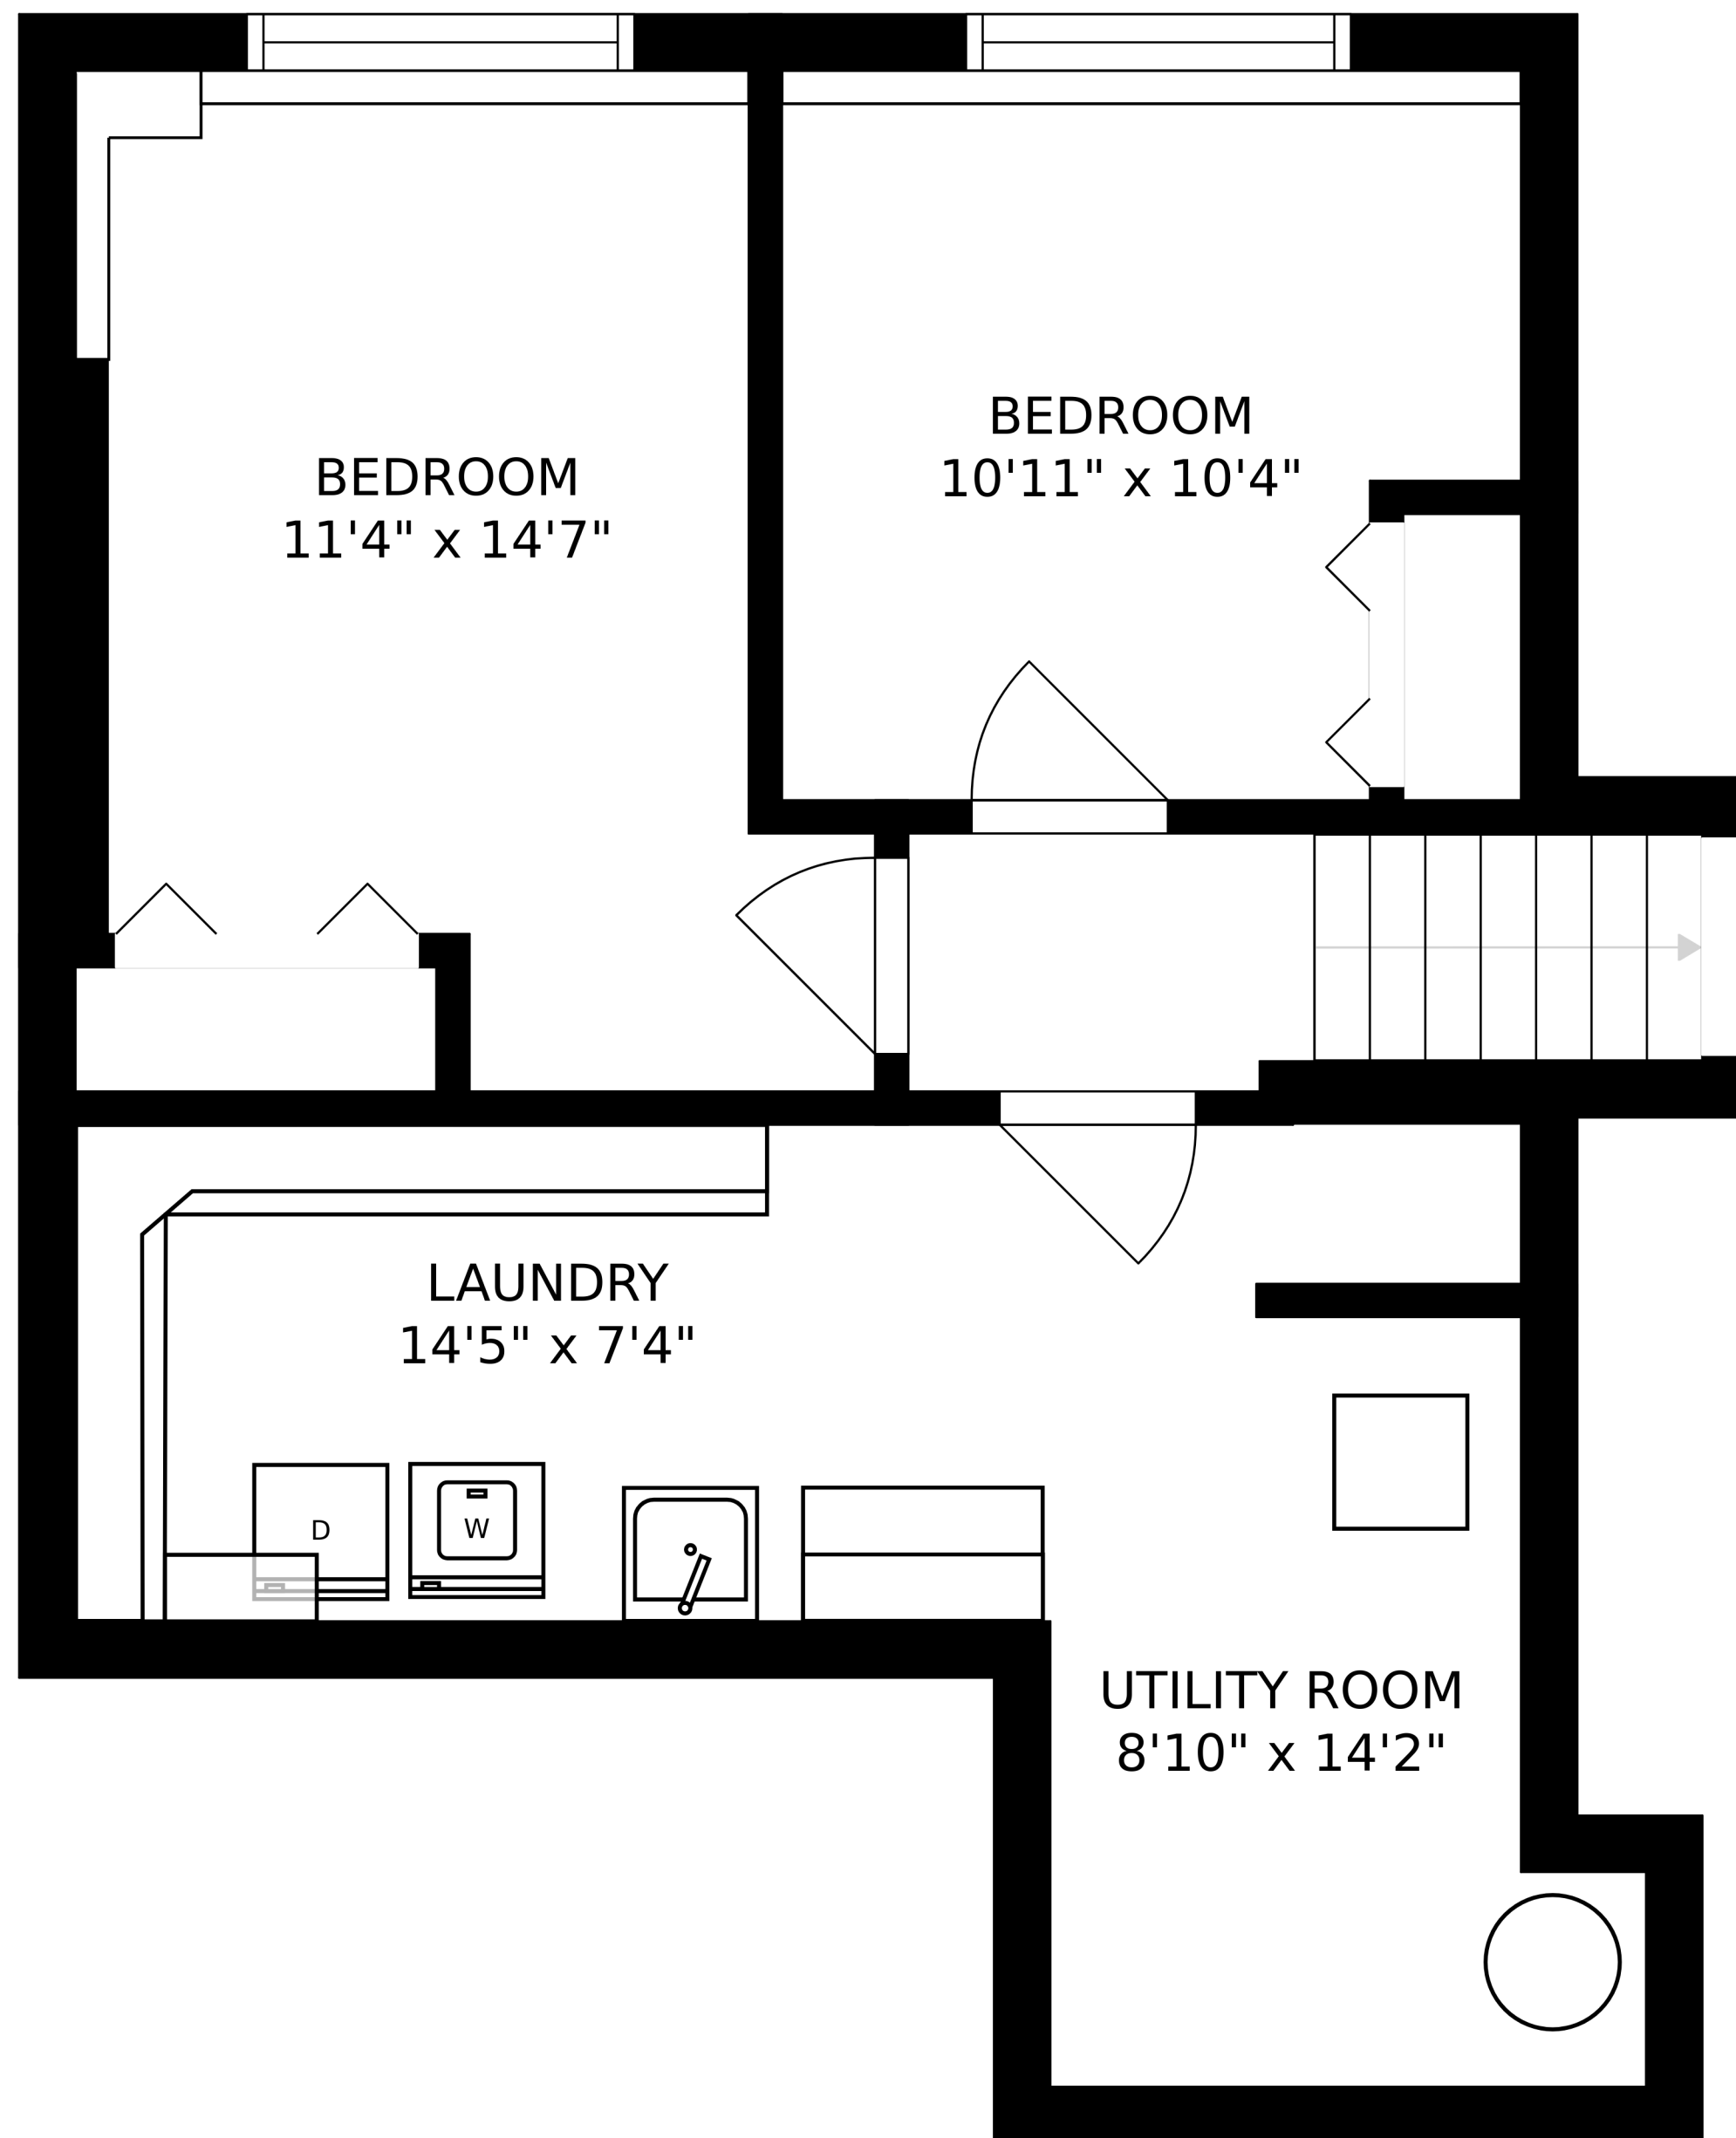 BEDROOM
10'11" x 10'4"
BEDROOM
11'4" x 14'7"
LAUNDRY
14'5" x 7'4"
D
W
UTILITY ROOM
8'10" x 14'2"